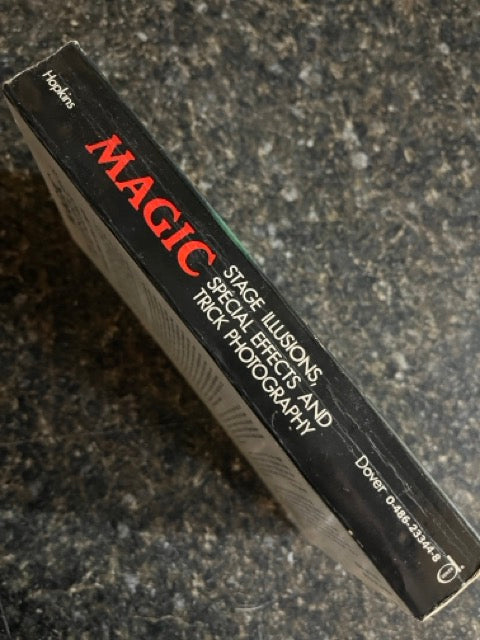 Hopkins
MAGIC
STAGE ILLUSIONS,
SPECIAL EFFECTS AND
TRICK PHOTOGRAPHY
Dover 0-486-23344-8